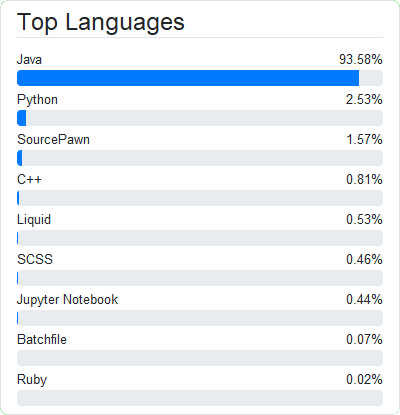 Top Languages
Java 93.58%
Python 2.53%
SourcePawn 1.57%
C++ 0.81%
Liquid 0.53%
SCSS 0.46%
Jupyter Notebook 0.44%
Batchfile 0.07%
Ruby 0.02%